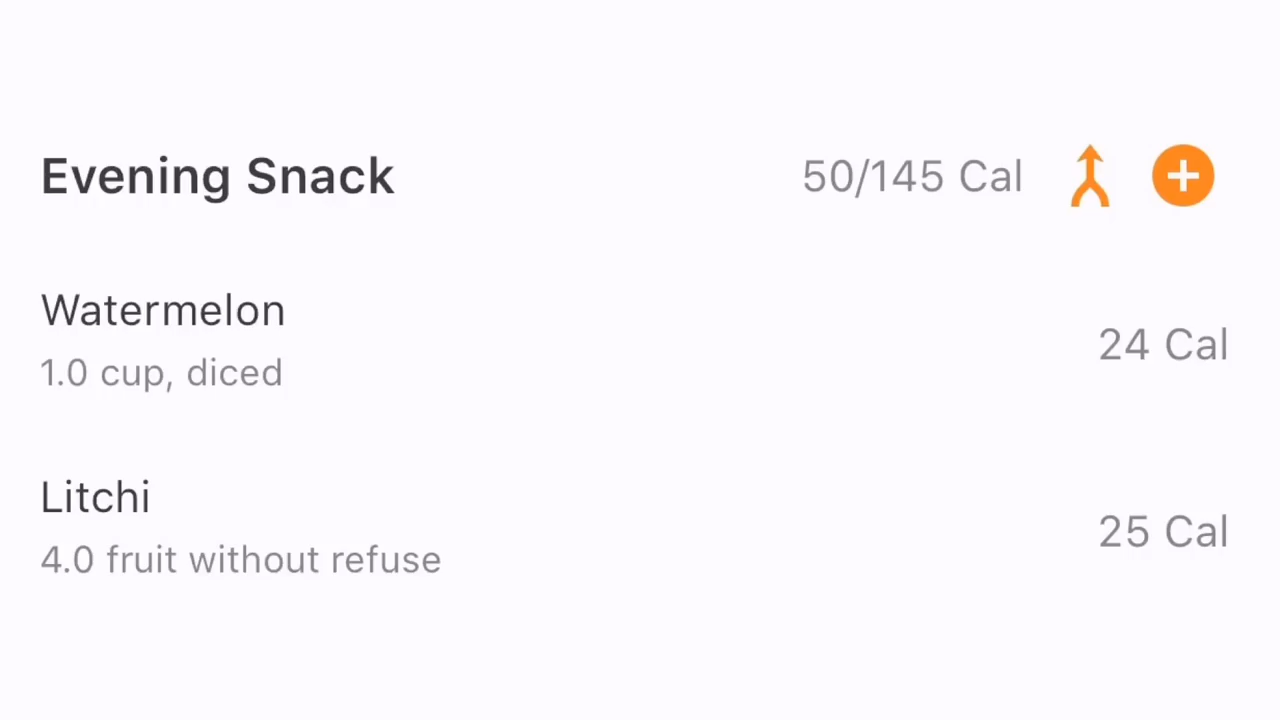 Evening Snack 50/145 Cal
Watermelon
1.0 cup, diced
24 Cal
Litchi
4.0 fruit without refuse
25 Cal